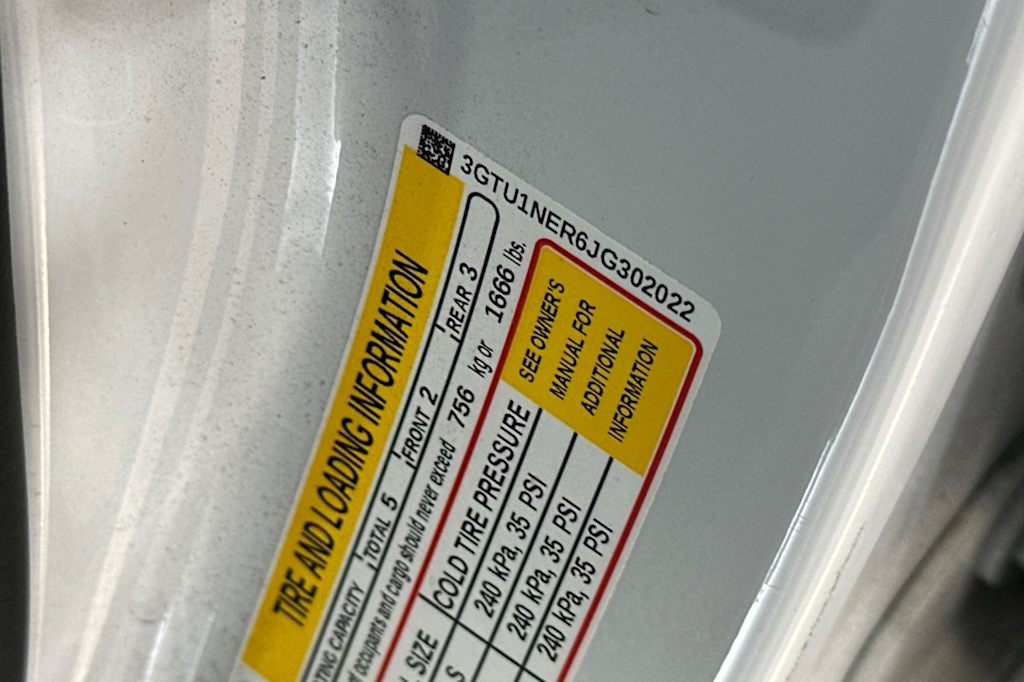 3GTU1NER6JG302022
TIRE AND LOADING INFORMATION
TING CAPACITY TOTAL 5 FRONT 2 REAR 3
occupants and cargo should never exceed 756 kg or 1666 lbs.
SIZE COLD TIRE PRESSURE
S 240 kPa, 35 PSI
240 kPa, 35 PSI
240 kPa, 35 PSI
SEE OWNER'S
MANUAL FOR
ADDITIONAL
INFORMATION